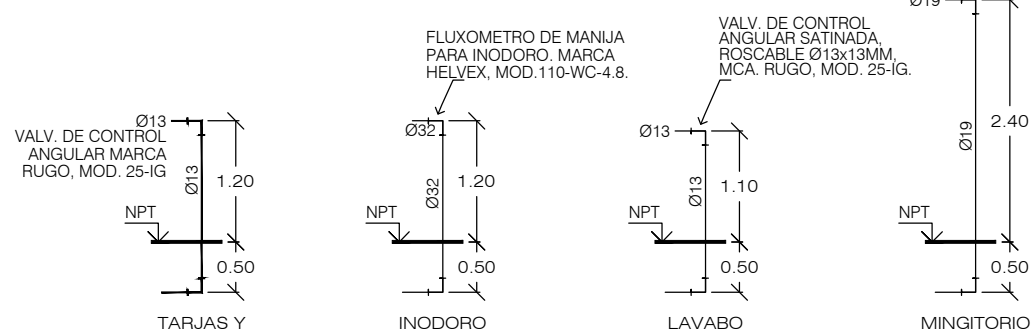 Ø19
VALV. DE CONTROL
ANGULAR SATINADA,
ROSCABLE Ø13x13MM,
MCA. RUGO, MOD. 25-IG.
FLUXOMETRO DE MANIJA
PARA INODORO. MARCA
HELVEX, MOD.110-WC-4.8.
Ø13
VALV. DE CONTROL
ANGULAR MARCA
RUGO, MOD. 25-IG
Ø13
1.20
NPT
0.50
TARJAS Y
Ø32
Ø32
1.20
NPT
0.50
INODORO
Ø13
Ø13
1.10
NPT
0.50
LAVABO
Ø19
2.40
NPT
0.50
MINGITORIO